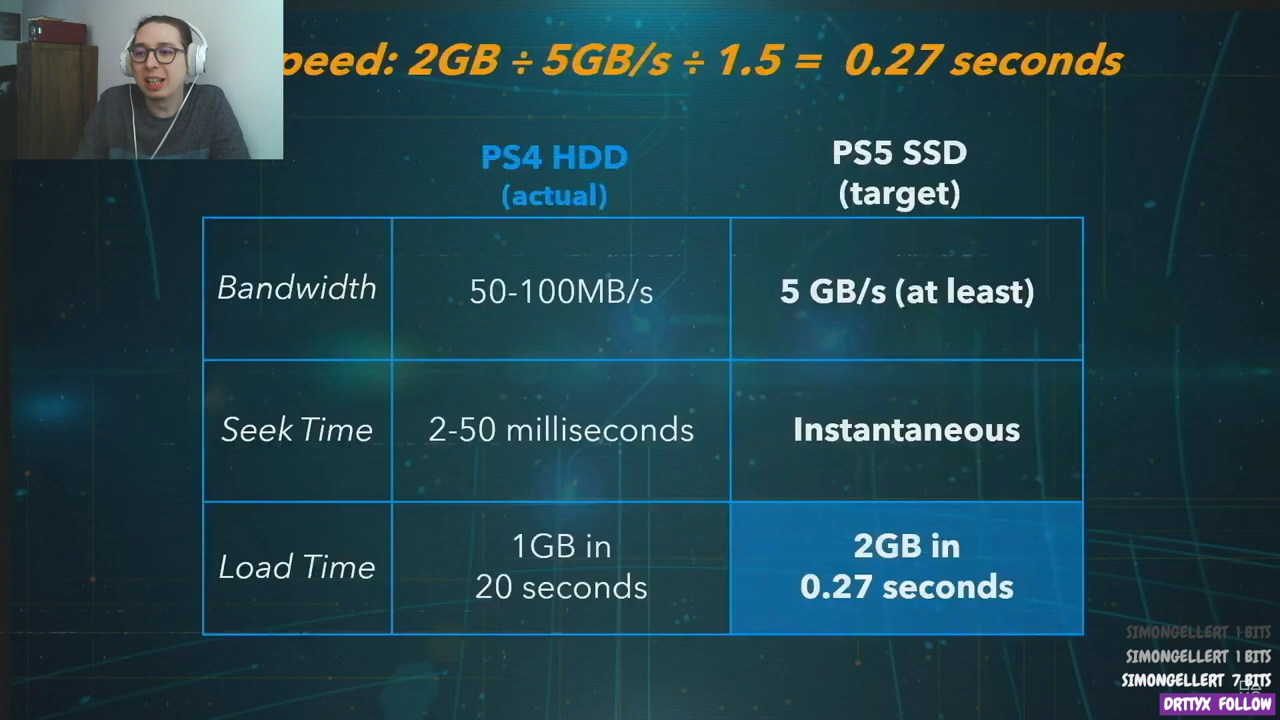 peed: 2GB ÷ 5GB/s ÷ 1.5 = 0.27 seconds
PS4 HDD
(actual)
PS5 SSD
(target)
Bandwidth
50-100MB/s
5 GB/s (at least)
Seek Time
2-50 milliseconds
Instantaneous
Load Time
1GB in
20 seconds
2GB in
0.27 seconds
SIMONGELLERT 1 BITS
SIMONGELLERT 1 BITS
SIMONGELLERT 7 BITS
DRTTYX FOLLOW